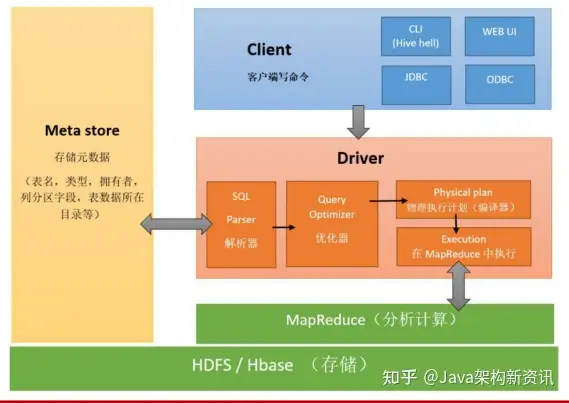 Client
客户端写命令
CLI
(Hive hell)
WEB UI
JDBC
ODBC
Meta store
存储元数据
（表名，类型，拥有者，
列分区字段，表数据所在
目录等）
Driver
SQL
Parser
解析器
Query
Optimizer
优化器
Physical plan
物理执行计划（编译器）
Execution
在 MapReduce 中执行
MapReduce（分析计算）
HDFS / Hbase （存储）
知乎 @Java架构新资讯